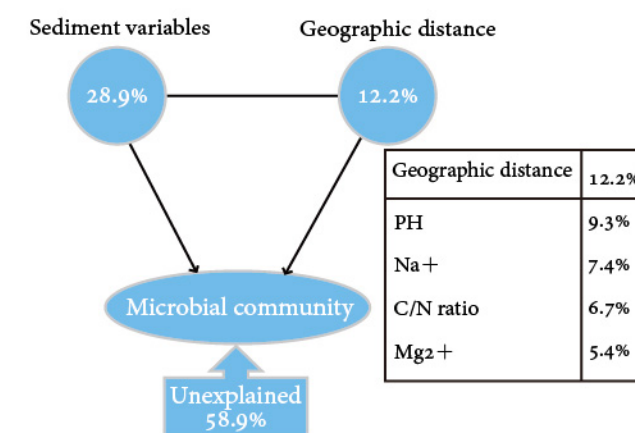 Sediment variables
Geographic distance
28.9%
12.2%
Geographic distance 12.2%
PH 9.3%
Na+ 7.4%
C/N ratio 6.7%
Mg2+ 5.4%
Microbial community
Unexplained
58.9%